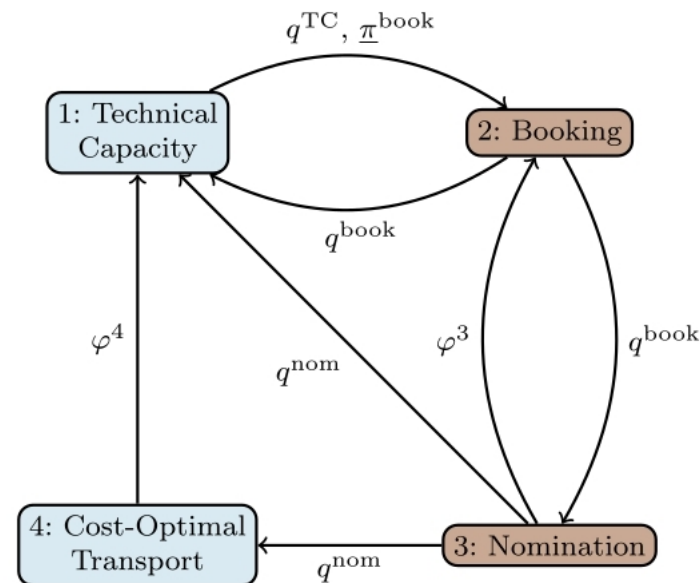 q^TC, π^book
1: Technical
Capacity
2: Booking
q^book
φ^4
q^nom
φ^3
q^book
4: Cost-Optimal
Transport
q^nom
3: Nomination